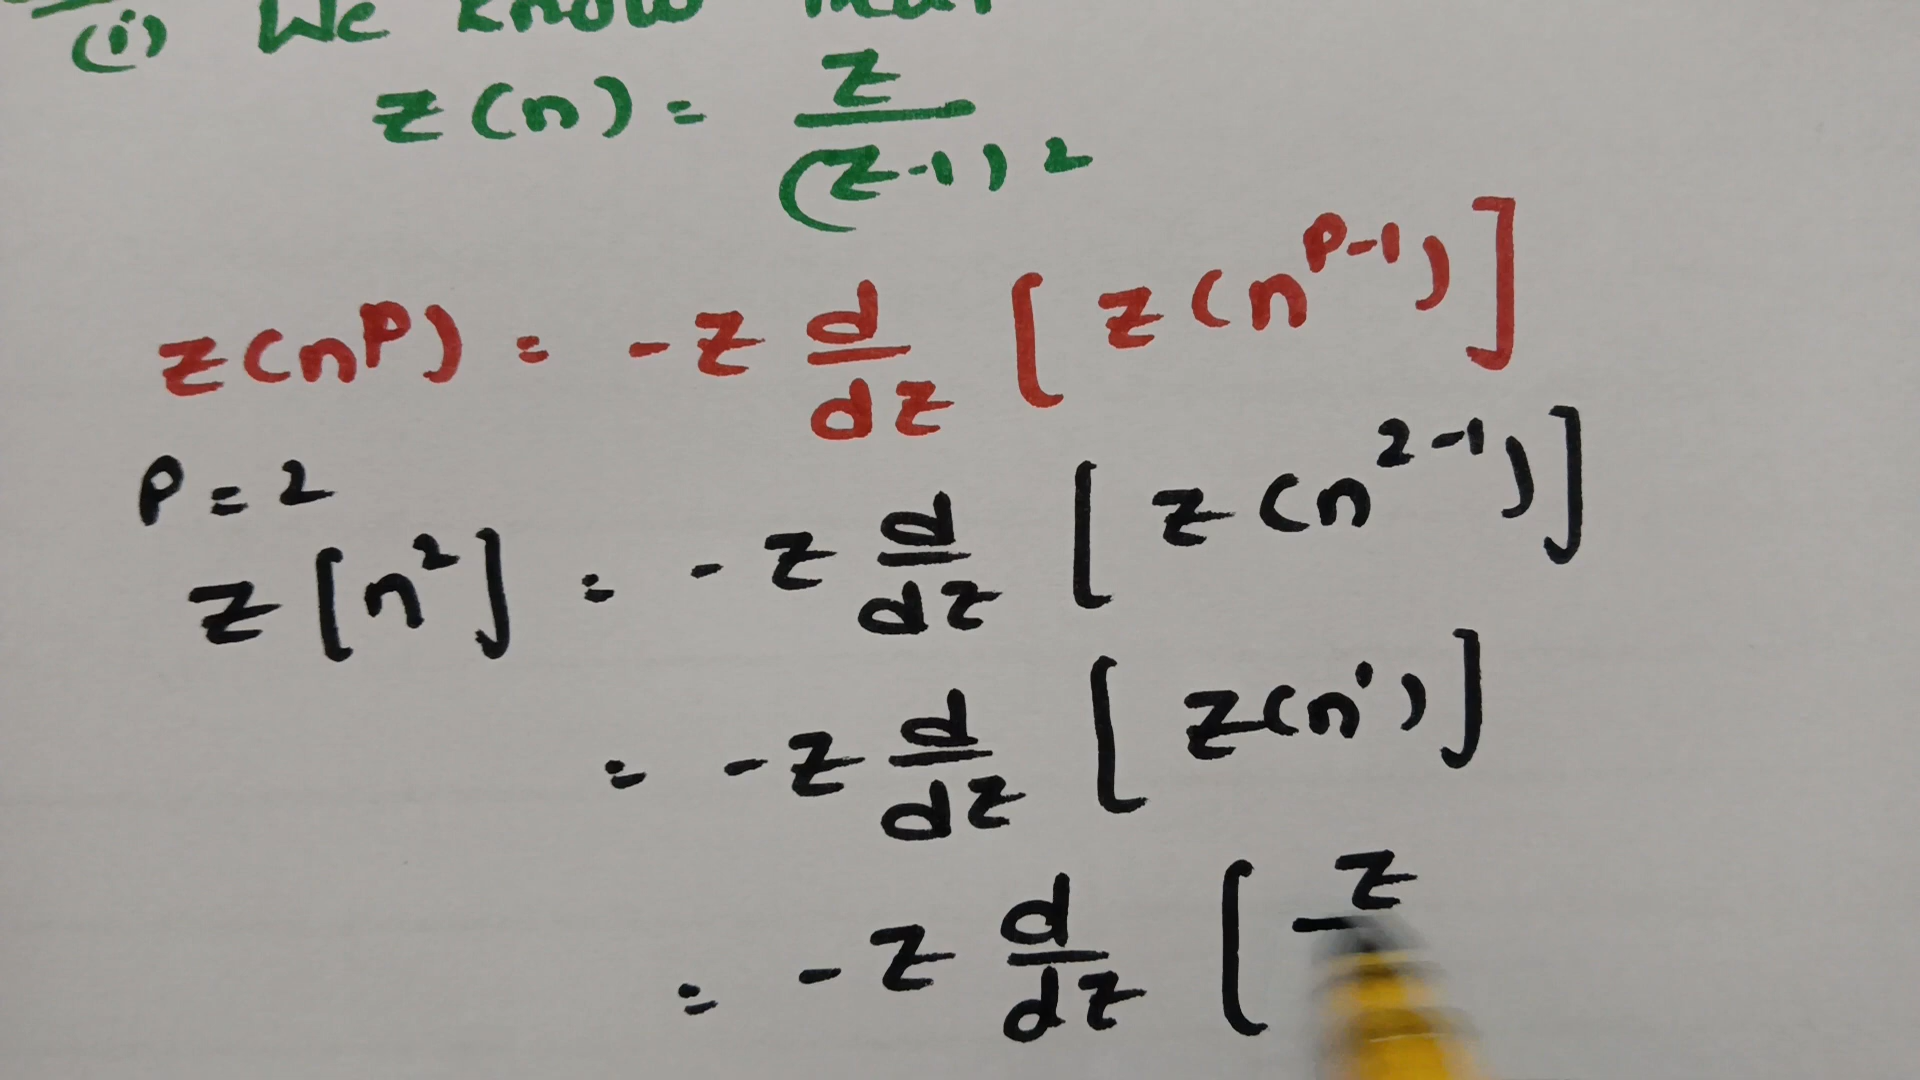 (i) We know that
z(n) = z / (z-1)²
z(n^p) = -z d/dz [z(n^(p-1))]
P = 2
z[n²] = -z d/dz [z(n^(2-1))]
= -z d/dz [z(n¹)]
= -z d/dz [z